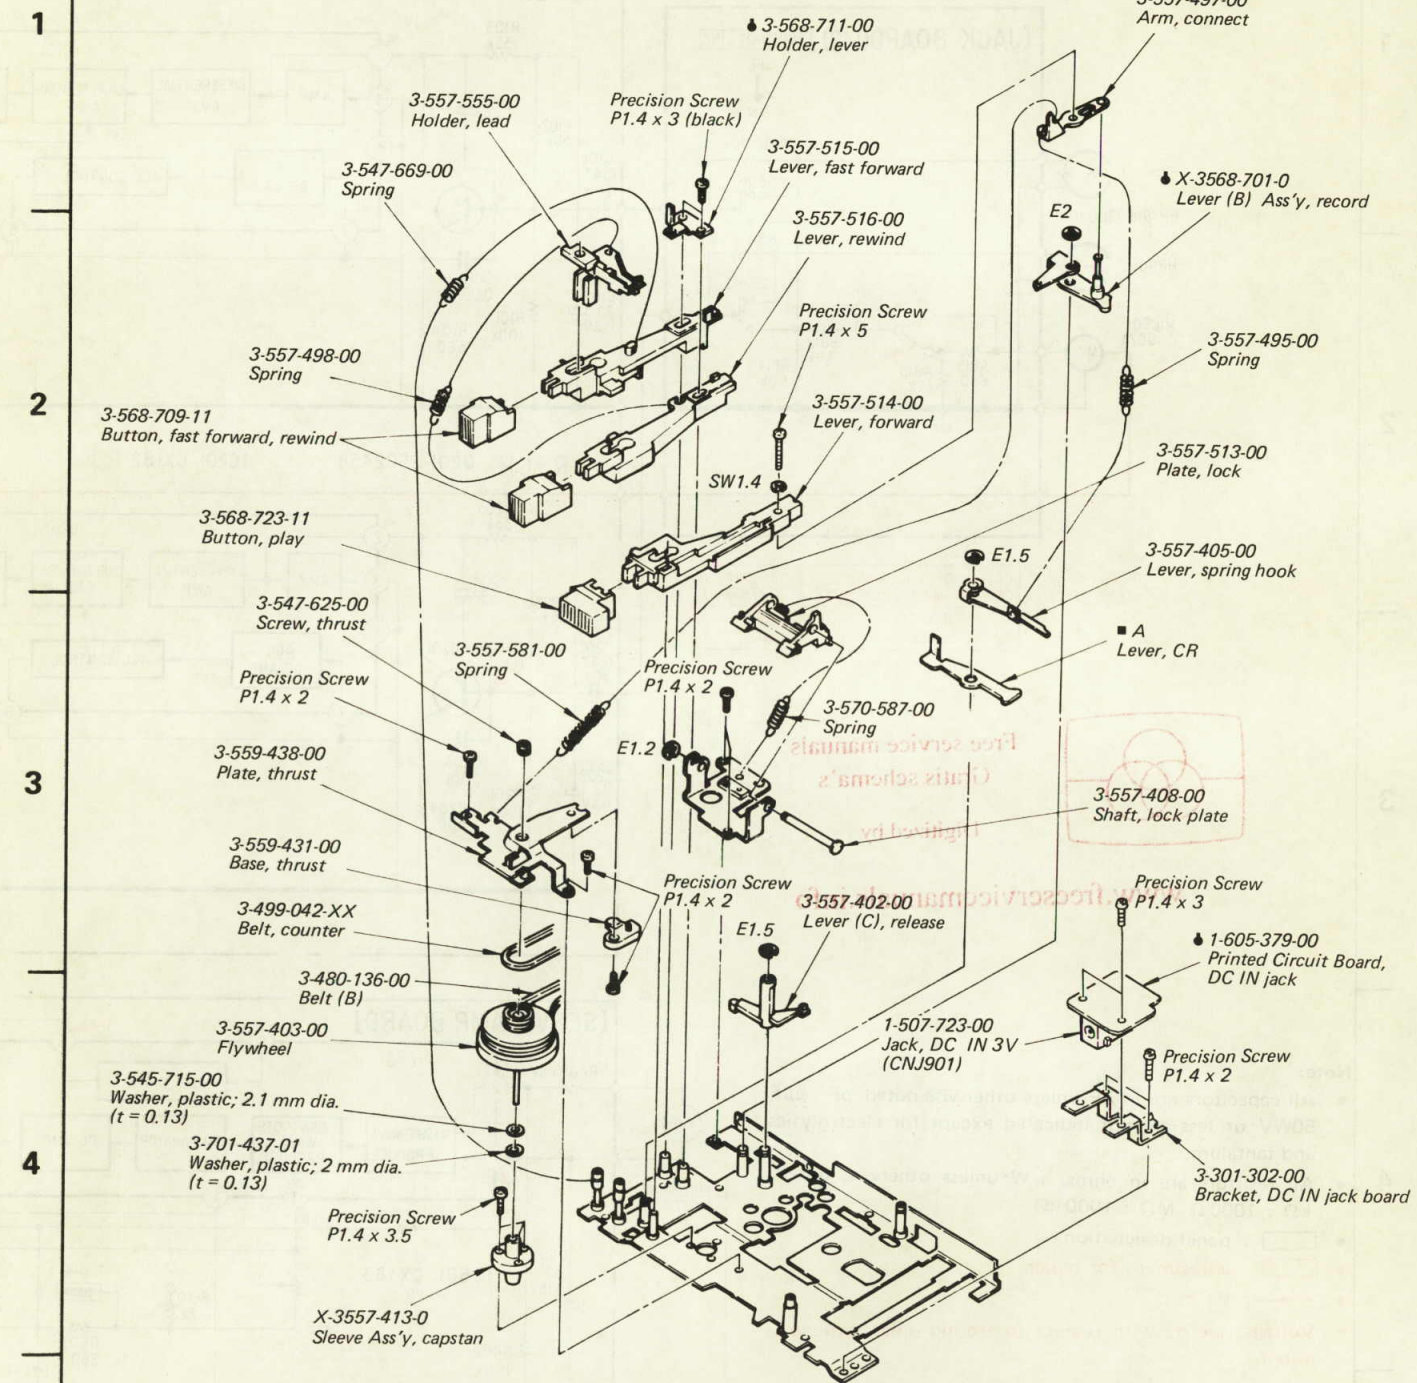 1
3-568-711-00
Holder, lever
Arm, connect
3-557-555-00
Holder, lead
Precision Screw
P1.4 x 3 (black)
3-557-515-00
Lever, fast forward
3-547-669-00
Spring
X-3568-701-0
Lever (B) Ass'y, record
E2
3-557-516-00
Lever, rewind
Precision Screw
P1.4 x 5
3-557-498-00
Spring
3-557-495-00
Spring
2
3-568-709-11
Button, fast forward, rewind
3-557-514-00
Lever, forward
3-557-513-00
Plate, lock
SW1.4
3-568-723-11
Button, play
E1.5
3-557-405-00
Lever, spring hook
3-547-625-00
Screw, thrust
■ A
Lever, CR
3-557-581-00
Spring
Precision Screw
P1.4 x 2
Precision Screw
P1.4 x 2
3-570-587-00
Spring
E1.2
3-559-438-00
Plate, thrust
3
Free service manuals
Gratis schema's
Digitized by
www.freeservicemanuals.info
3-557-408-00
Shaft, lock plate
3-559-431-00
Base, thrust
Precision Screw
P1.4 x 2
3-557-402-00
Lever (C), release
Precision Screw
P1.4 x 3
3-499-042-XX
Belt, counter
E1.5
1-605-379-00
Printed Circuit Board,
DC IN jack
3-480-136-00
Belt (B)
3-557-403-00
Flywheel
1-507-723-00
Jack, DC IN 3V
(CNJ901)
Precision Screw
P1.4 x 2
3-545-715-00
Washer, plastic; 2.1 mm dia.
(t = 0.13)
3-701-437-01
Washer, plastic; 2 mm dia.
(t = 0.13)
4
3-301-302-00
Bracket, DC IN jack board
Precision Screw
P1.4 x 3.5
X-3557-413-0
Sleeve Ass'y, capstan